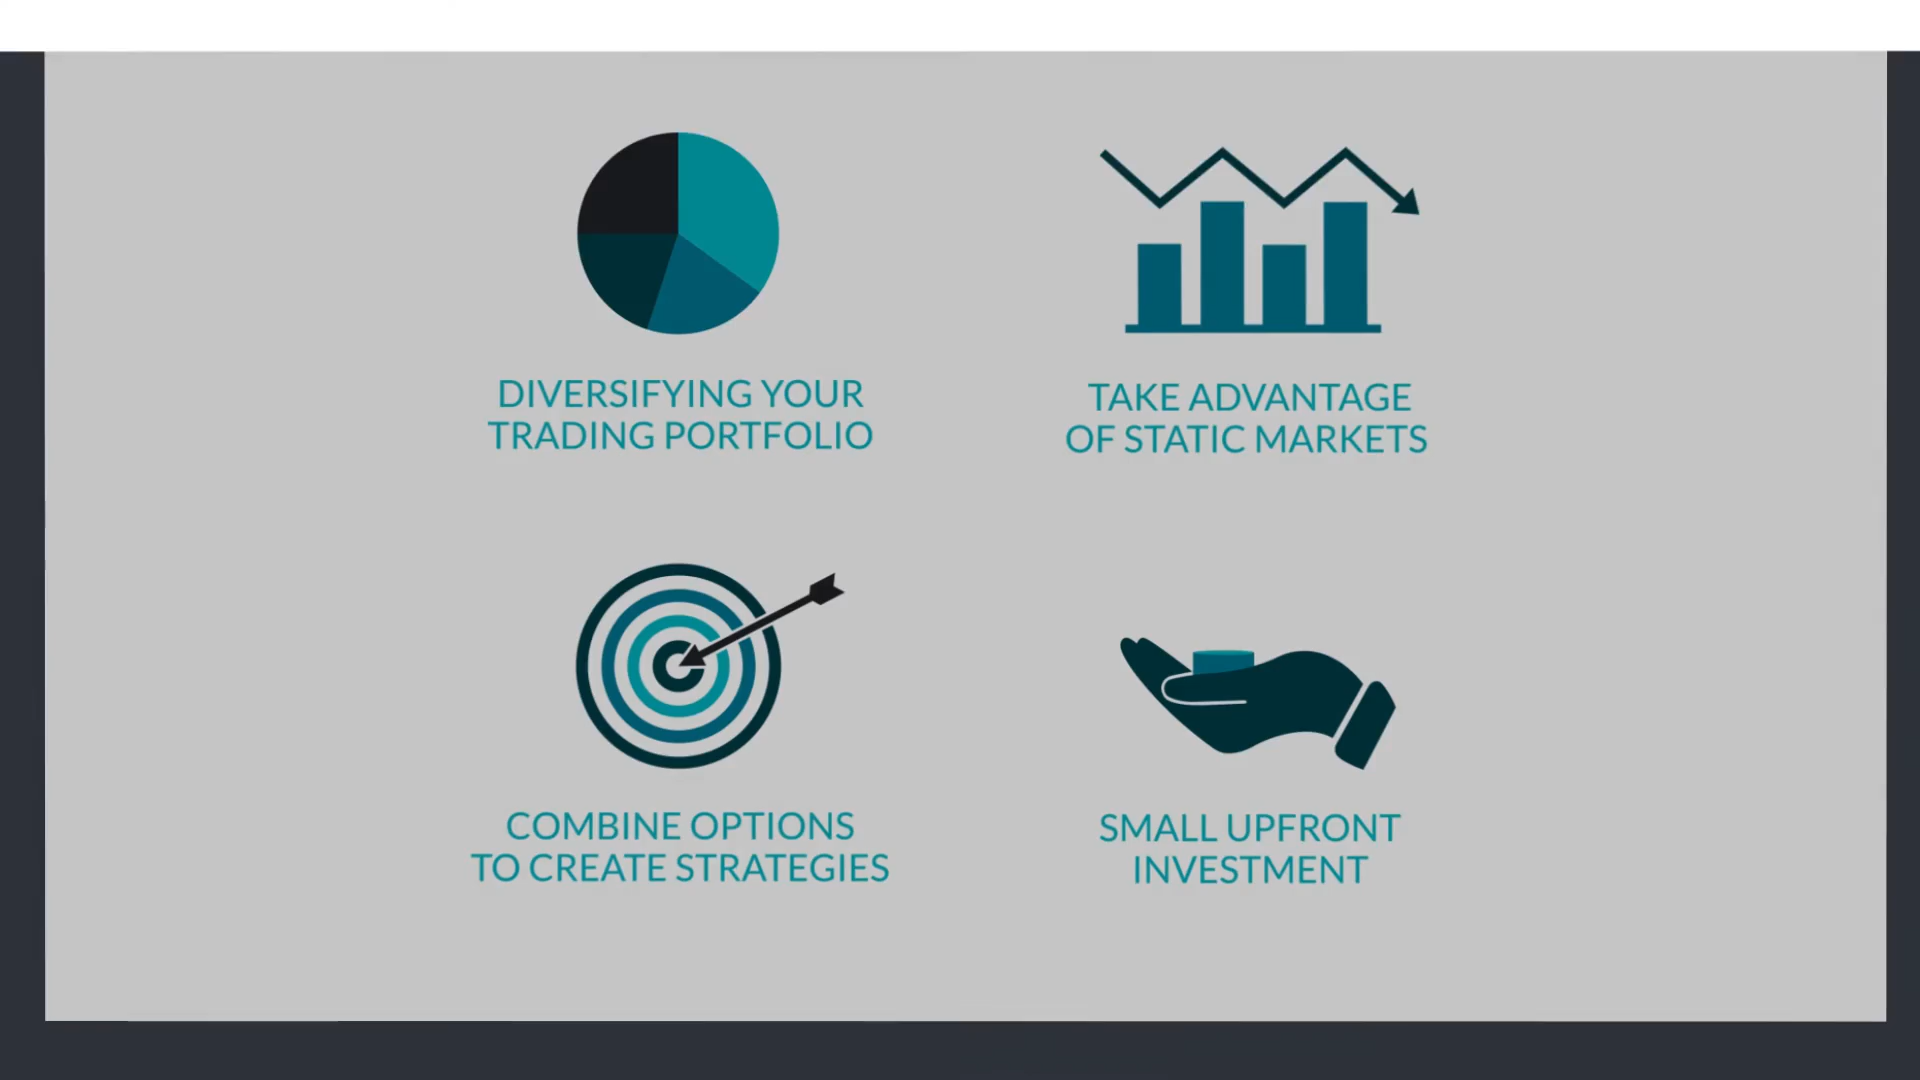 DIVERSIFYING YOUR
TRADING PORTFOLIO
TAKE ADVANTAGE
OF STATIC MARKETS
COMBINE OPTIONS
TO CREATE STRATEGIES
SMALL UPFRONT
INVESTMENT